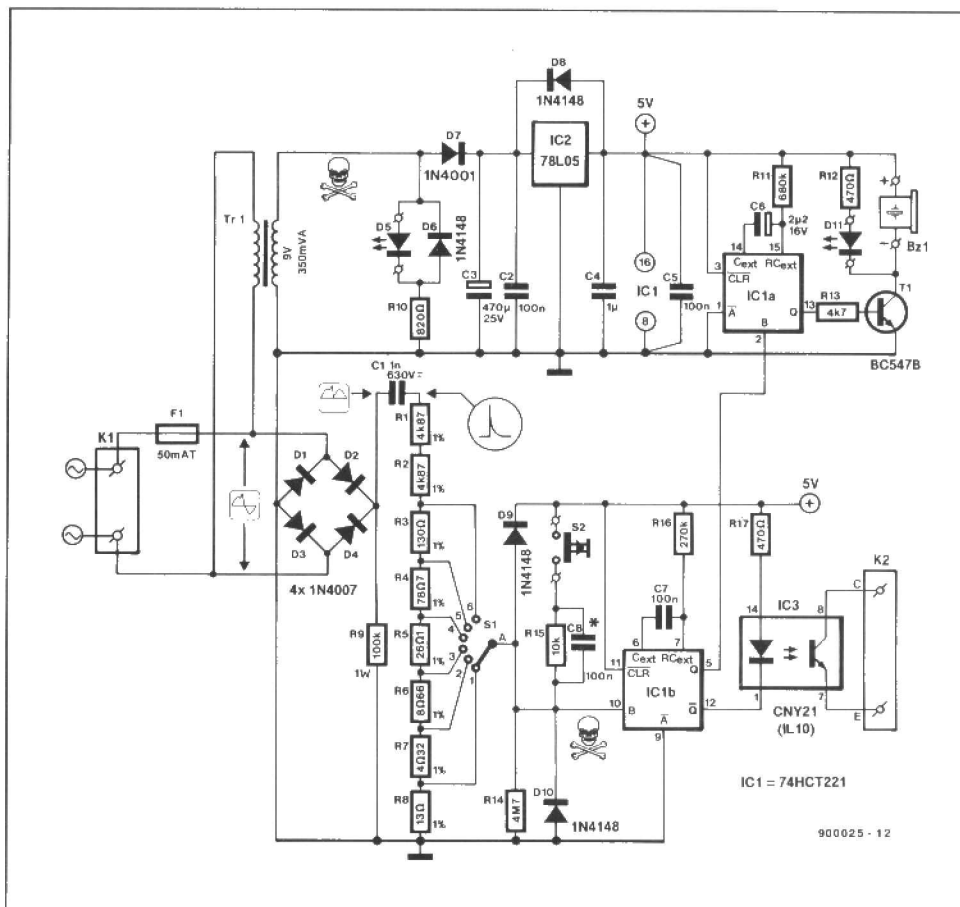 D8
1N4148
5V
+
D7
1N4001
IC2
78L05
R11
680k
R12
470Ω
+
Tr 1
9V
350mVA
D5
D6
1N4148
C6
2µ2
16V
D11
−
Bz1
14
15
Cext
RCext
3
CLR
C3
470µ
25V
C2
100n
C4
1µ
16
IC1
8
C5
100n
IC1a
T1
R13
4k7
1
A
Q
13
B
2
R10
820Ω
BC547B
C1 1n
630V=
R1
4k87
1%
K1
F1
50mAT
D1
D2
R2
4k87
1%
5V
+
D3
D4
4x 1N4007
R3
130Ω
1%
D9
1N4148
S2
R16
270k
R17
470Ω
K2
R4
78Ω7
1%
6
5
4
3
2
1
S1
A
C7
100n
IC3
C
R9
100k
1W
R5
26Ω1
1%
R15
10k
C8
*
100n
6
7
Cext
RCext
14
8
11
CLR
Q
5
R6
8Ω66
1%
IC1b
10
B
Q
12
1
7
E
A
9
CNY21
(IL10)
R7
4Ω32
1%
R8
13Ω
1%
R14
4M7
D10
1N4148
IC1 = 74HCT221
900025 - 12